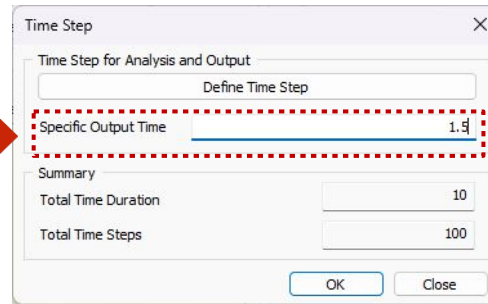 Time Step
Time Step for Analysis and Output
Define Time Step
Specific Output Time 1.5
Summary
Total Time Duration 10
Total Time Steps 100
OK Close